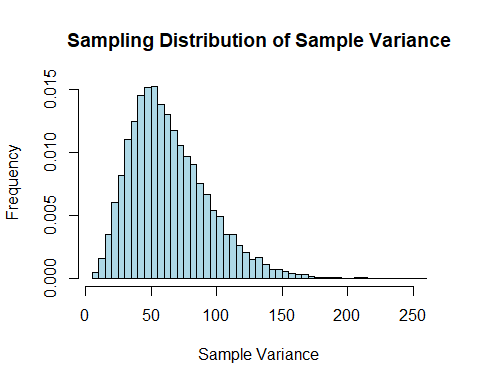 Sampling Distribution of Sample Variance
Frequency
0.015
0.010
0.005
0.000
0 50 100 150 200 250
Sample Variance